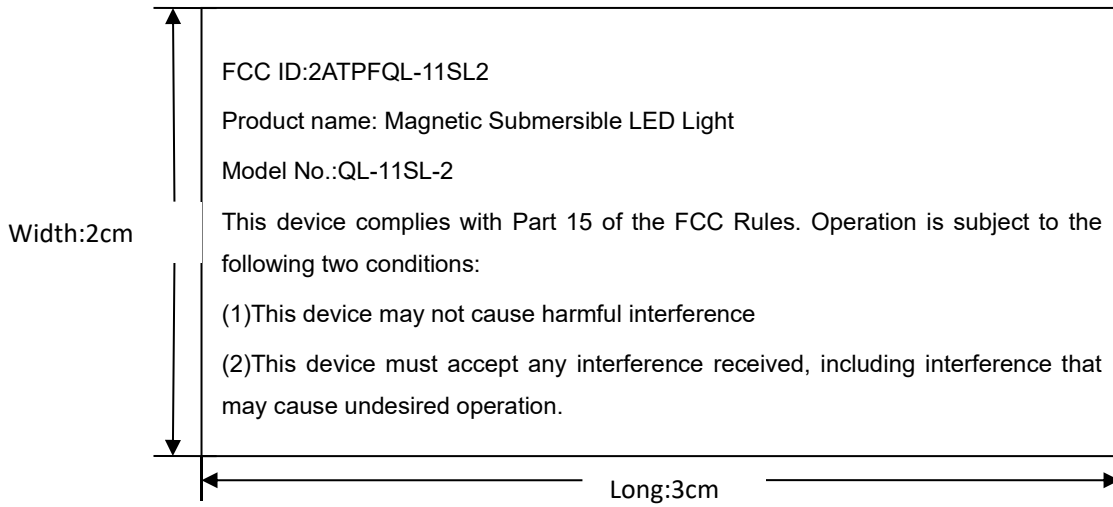 FCC ID:2ATPFQL-11SL2
Product name: Magnetic Submersible LED Light
Model No.:QL-11SL-2
This device complies with Part 15 of the FCC Rules. Operation is subject to the
following two conditions:
(1)This device may not cause harmful interference
(2)This device must accept any interference received, including interference that
may cause undesired operation.
Width:2cm
Long:3cm